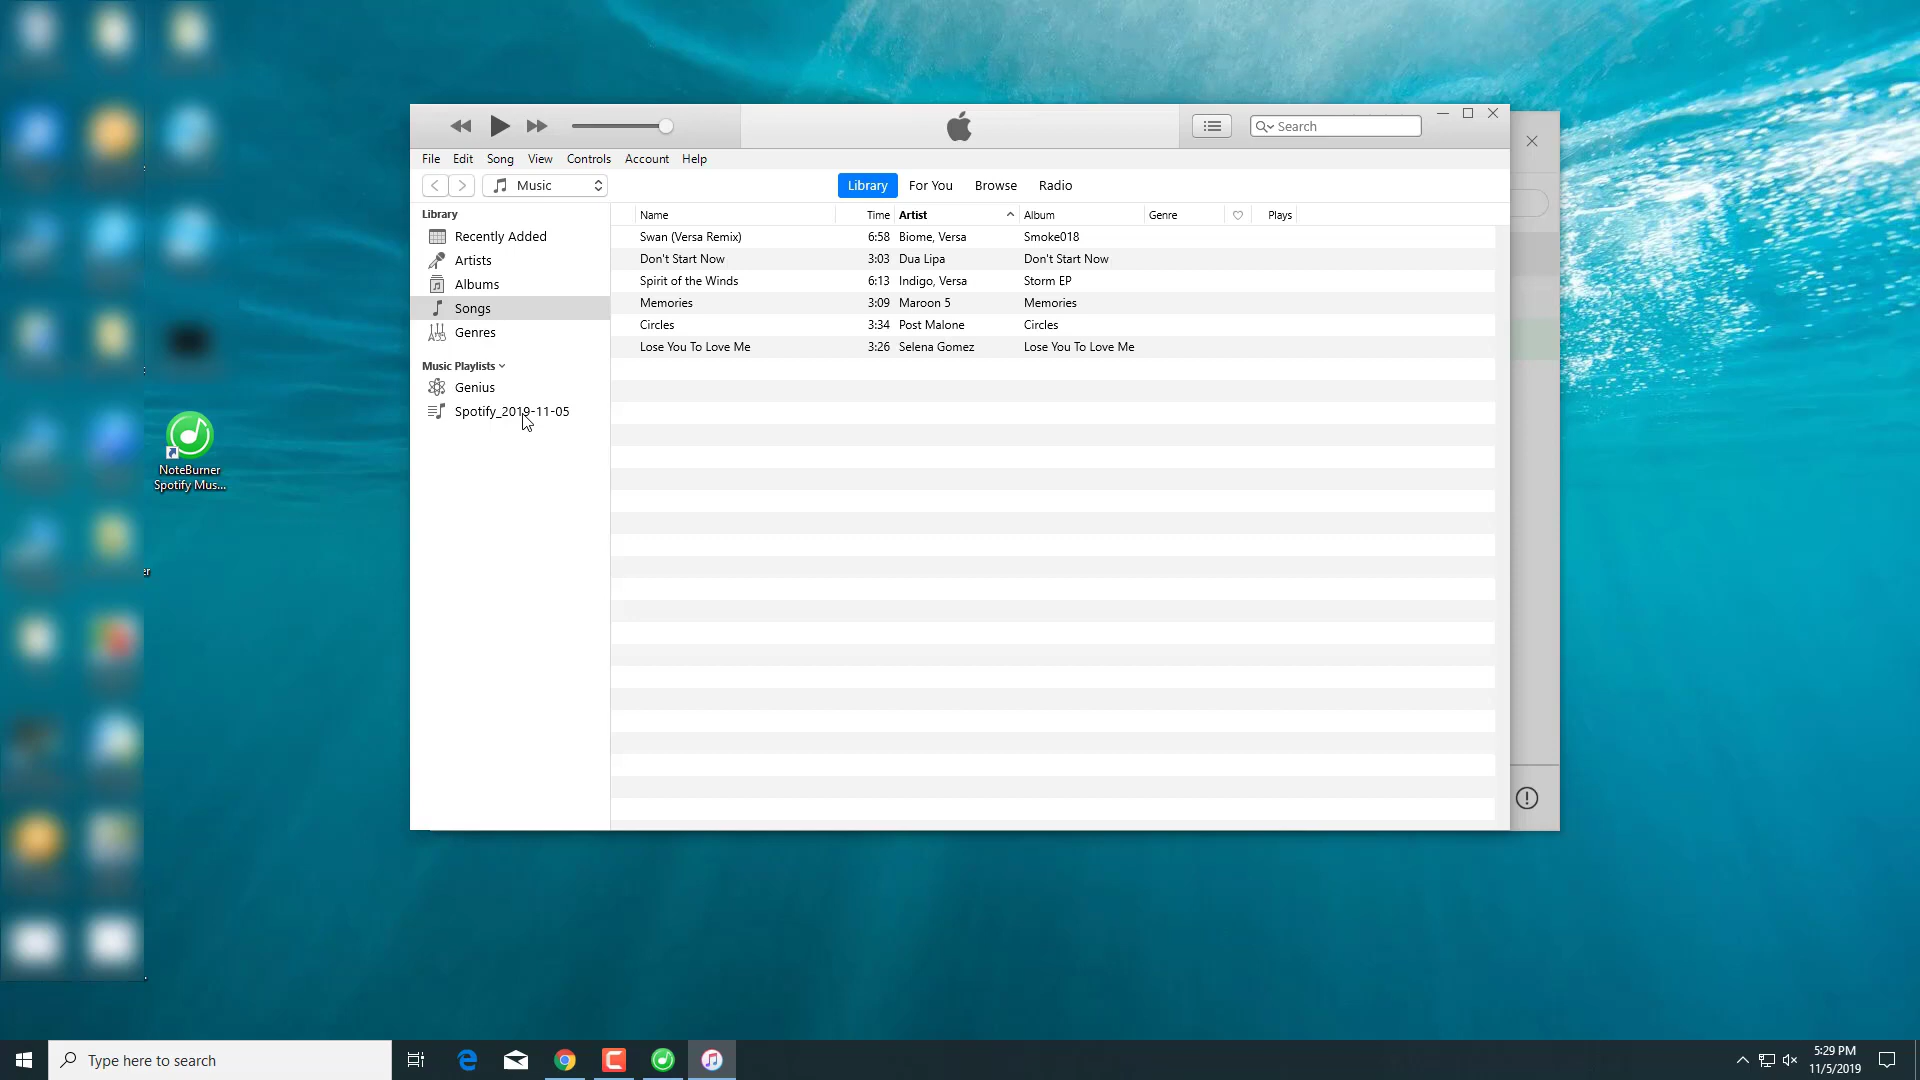 Search
File Edit Song View Controls Account Help
Music Library For You Browse Radio
Library
Recently Added
Artists
Albums
Songs
Genres
Music Playlists
Genius
Spotify_2019-11-05
Name Time Artist Album Genre Plays
Swan (Versa Remix) 6:58 Biome, Versa Smoke018
Don't Start Now 3:03 Dua Lipa Don't Start Now
Spirit of the Winds 6:13 Indigo, Versa Storm EP
Memories 3:09 Maroon 5 Memories
Circles 3:34 Post Malone Circles
Lose You To Love Me 3:26 Selena Gomez Lose You To Love Me
NoteBurner
Spotify Mus...
er
Type here to search
5:29 PM
11/5/2019